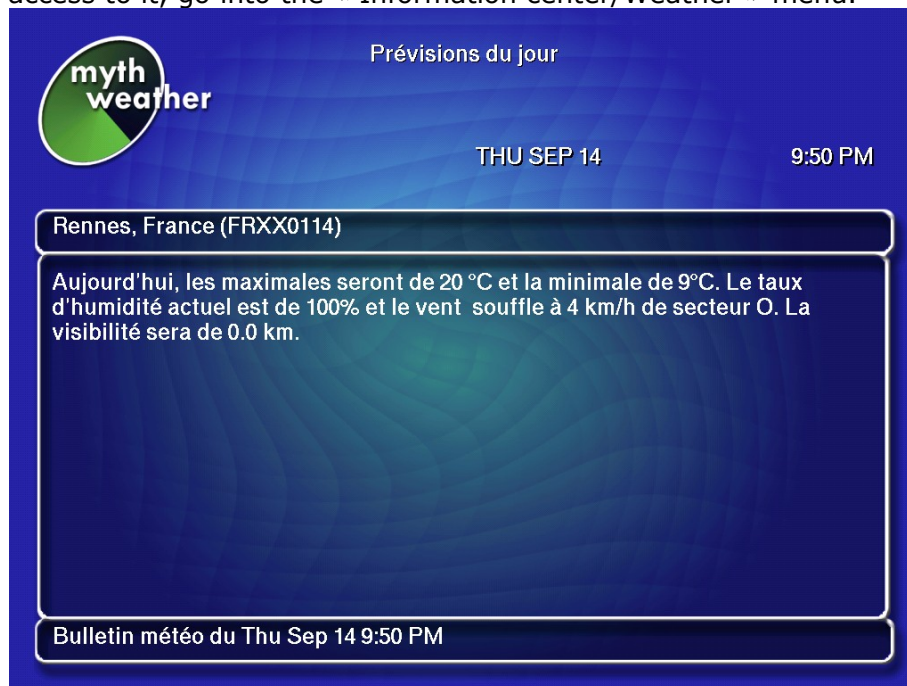 access to it, go into the « Information center/Weather » menu.
Prévisions du jour
myth
weather
THU SEP 14 9:50 PM
Rennes, France (FRXX0114)
Aujourd'hui, les maximales seront de 20 °C et la minimale de 9°C. Le taux
d'humidité actuel est de 100% et le vent souffle à 4 km/h de secteur O. La
visibilité sera de 0.0 km.
Bulletin météo du Thu Sep 14 9:50 PM